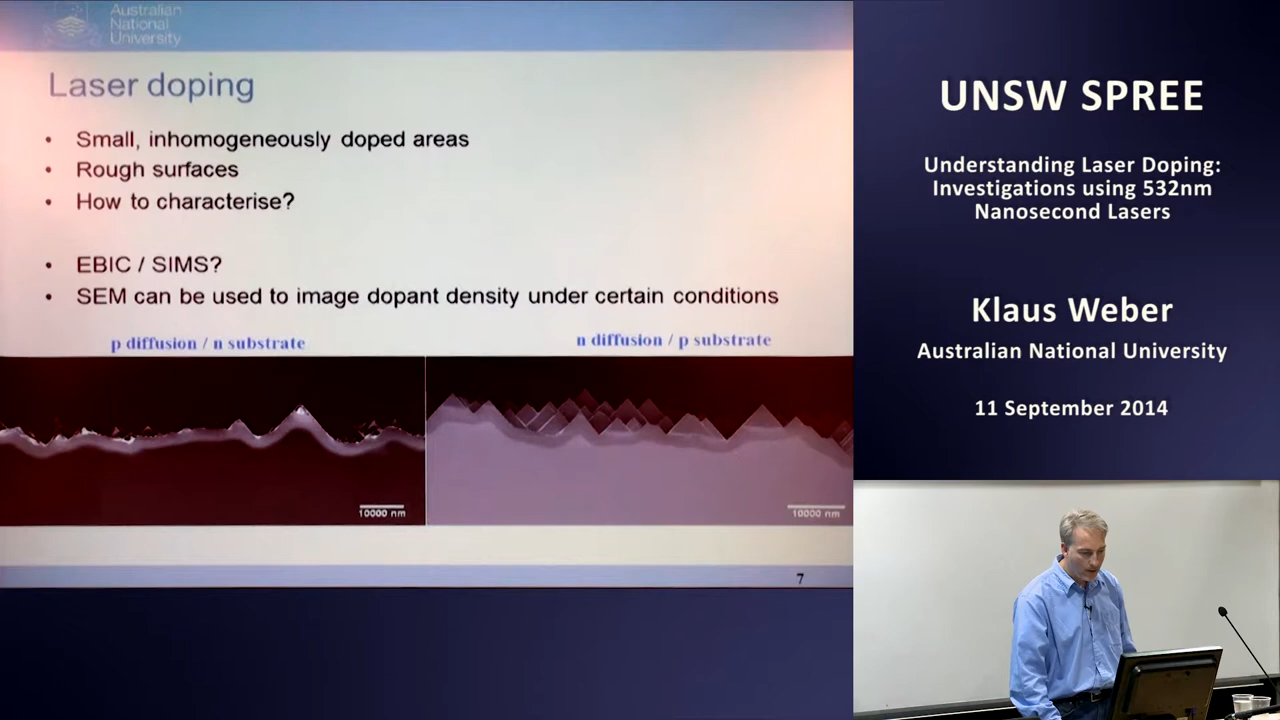 Australian
National
University
Laser doping
• Small, inhomogeneously doped areas
• Rough surfaces
• How to characterise?
• EBIC / SIMS?
• SEM can be used to image dopant density under certain conditions
p diffusion / n substrate
n diffusion / p substrate
10000 nm
10000 nm
7
UNSW SPREE
Understanding Laser Doping:
Investigations using 532nm
Nanosecond Lasers
Klaus Weber
Australian National University
11 September 2014